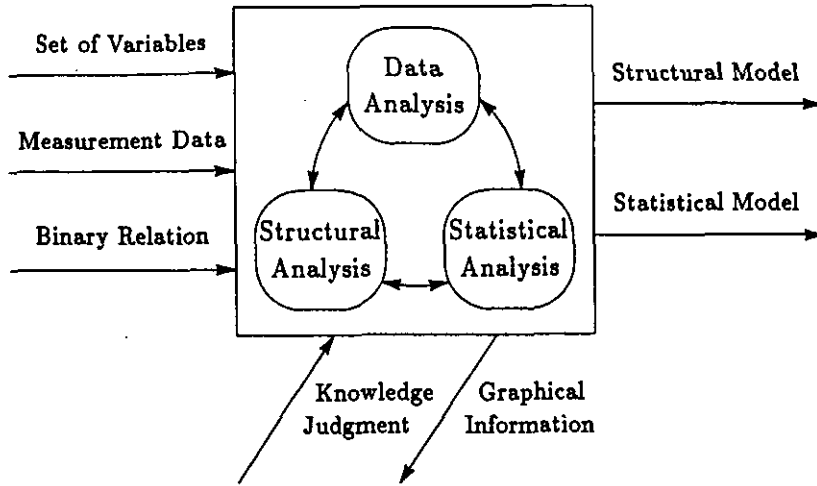 Set of Variables
Measurement Data
Binary Relation
Data
Analysis
Structural
Analysis
Statistical
Analysis
Structural Model
Statistical Model
Knowledge
Judgment
Graphical
Information